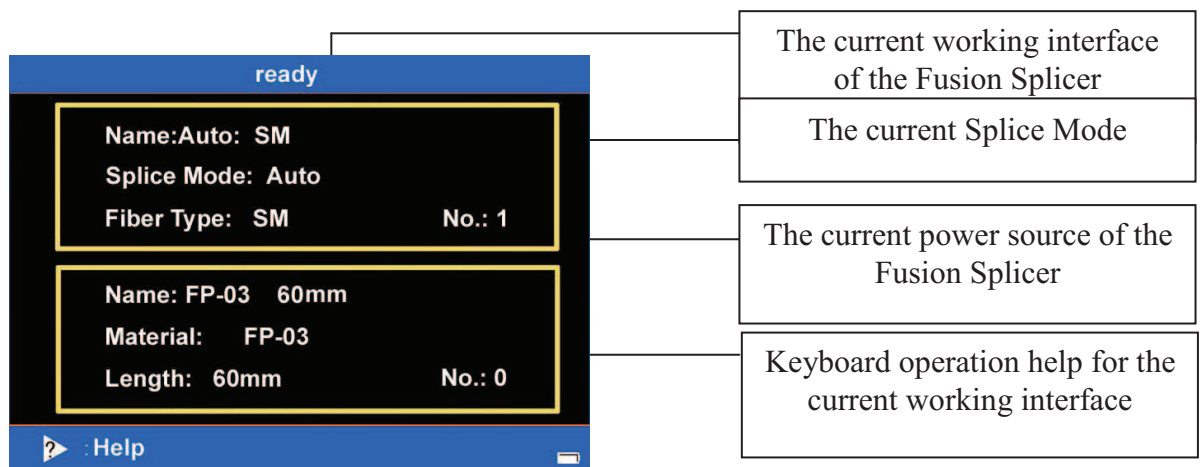 ready
Name:Auto: SM
Splice Mode: Auto
Fiber Type: SM No.: 1
Name: FP-03 60mm
Material: FP-03
Length: 60mm No.: 0
? :Help
The current working interface
of the Fusion Splicer
The current Splice Mode
The current power source of the
Fusion Splicer
Keyboard operation help for the
current working interface